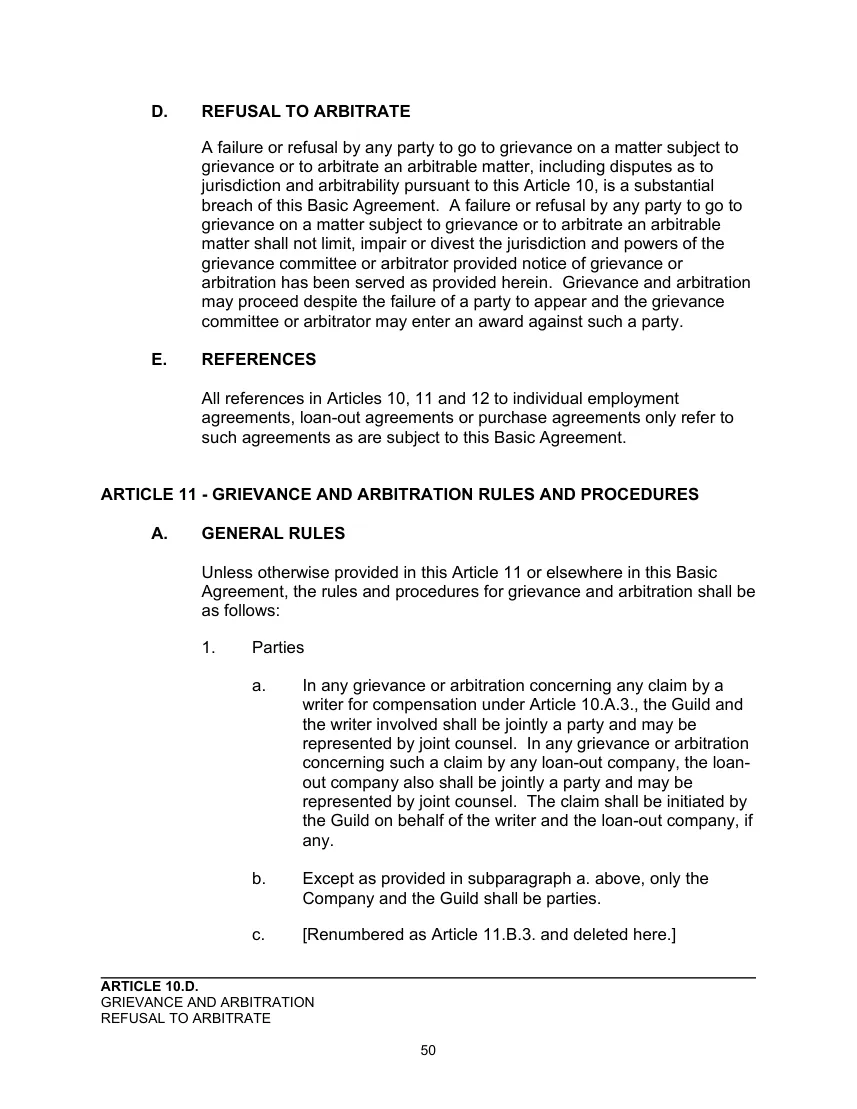 D. REFUSAL TO ARBITRATE
A failure or refusal by any party to go to grievance on a matter subject to
grievance or to arbitrate an arbitrable matter, including disputes as to
jurisdiction and arbitrability pursuant to this Article 10, is a substantial
breach of this Basic Agreement.  A failure or refusal by any party to go to
grievance on a matter subject to grievance or to arbitrate an arbitrable
matter shall not limit, impair or divest the jurisdiction and powers of the
grievance committee or arbitrator provided notice of grievance or
arbitration has been served as provided herein.  Grievance and arbitration
may proceed despite the failure of a party to appear and the grievance
committee or arbitrator may enter an award against such a party.
E. REFERENCES
All references in Articles 10, 11 and 12 to individual employment
agreements, loan-out agreements or purchase agreements only refer to
such agreements as are subject to this Basic Agreement.
ARTICLE 11 - GRIEVANCE AND ARBITRATION RULES AND PROCEDURES
A. GENERAL RULES
Unless otherwise provided in this Article 11 or elsewhere in this Basic
Agreement, the rules and procedures for grievance and arbitration shall be
as follows:
1. Parties
a. In any grievance or arbitration concerning any claim by a
writer for compensation under Article 10.A.3., the Guild and
the writer involved shall be jointly a party and may be
represented by joint counsel.  In any grievance or arbitration
concerning such a claim by any loan-out company, the loan-
out company also shall be jointly a party and may be
represented by joint counsel.  The claim shall be initiated by
the Guild on behalf of the writer and the loan-out company, if
any.
b. Except as provided in subparagraph a. above, only the
Company and the Guild shall be parties.
c. [Renumbered as Article 11.B.3. and deleted here.]
ARTICLE 10.D.
GRIEVANCE AND ARBITRATION
REFUSAL TO ARBITRATE
50